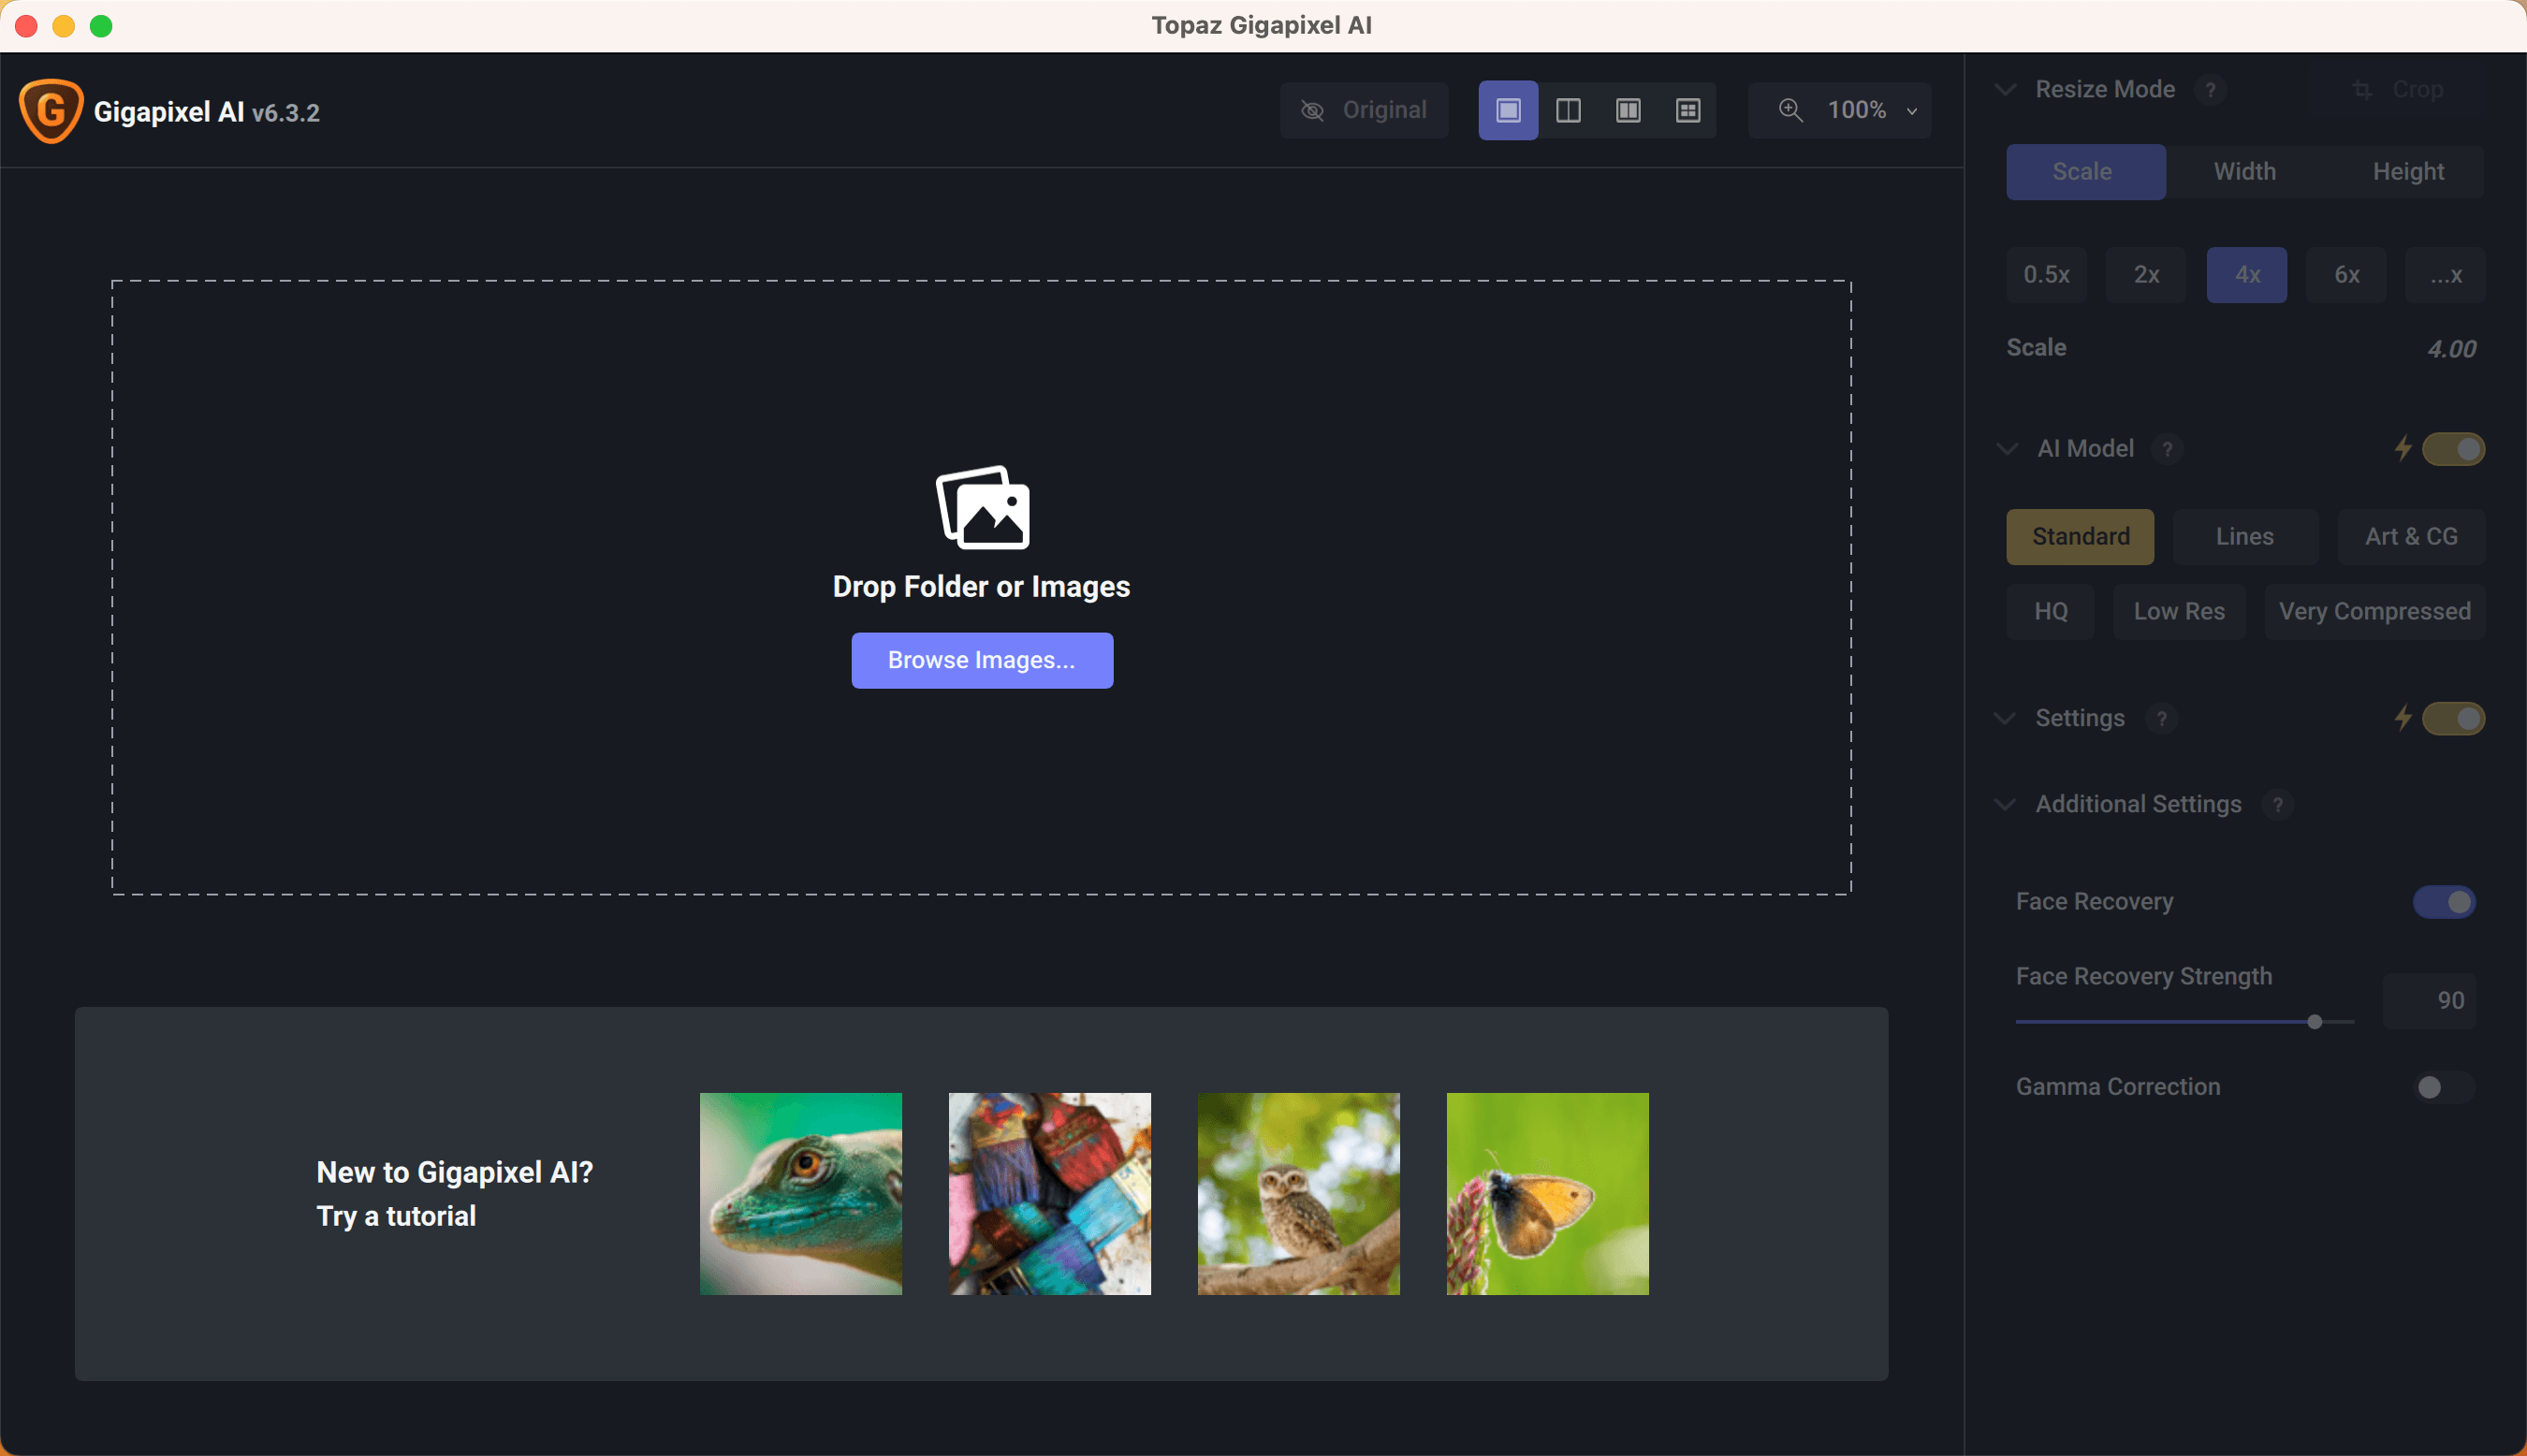 Topaz Gigapixel AI
Gigapixel AI v6.3.2
Original
100%
Resize Mode ?
Crop
Scale
Width
Height
0.5x
2x
4x
6x
...x
Scale
4.00
AI Model ?
Standard
Lines
Art & CG
HQ
Low Res
Very Compressed
Settings ?
Additional Settings ?
Face Recovery
Face Recovery Strength
90
Gamma Correction
Drop Folder or Images
Browse Images...
New to Gigapixel AI?
Try a tutorial